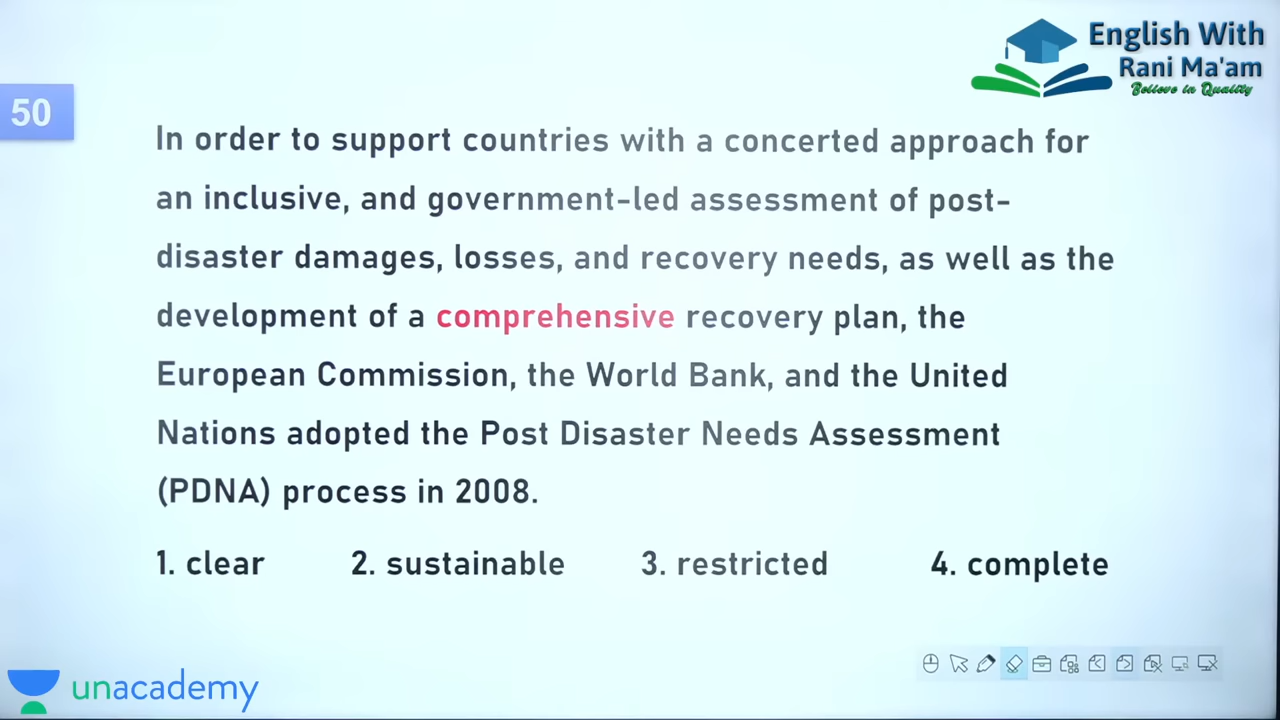 English With
Rani Ma'am
Believe in Quality
50
In order to support countries with a concerted approach for
an inclusive, and government-led assessment of post-
disaster damages, losses, and recovery needs, as well as the
development of a comprehensive recovery plan, the
European Commission, the World Bank, and the United
Nations adopted the Post Disaster Needs Assessment
(PDNA) process in 2008.
1. clear 2. sustainable 3. restricted 4. complete
unacademy